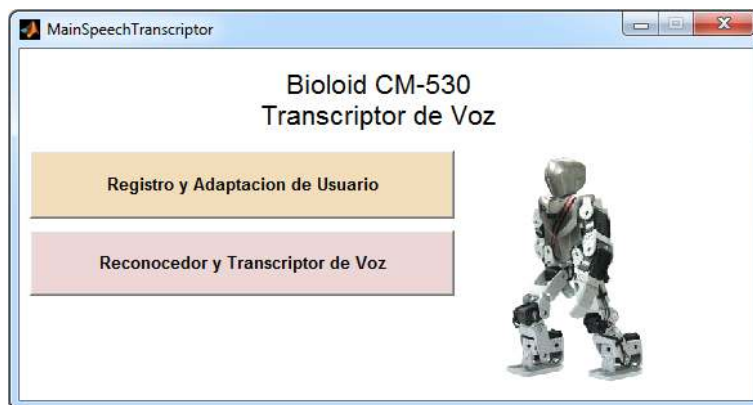 MainSpeechTranscriptor
Bioloid CM-530
Transcriptor de Voz
Registro y Adaptacion de Usuario
Reconocedor y Transcriptor de Voz